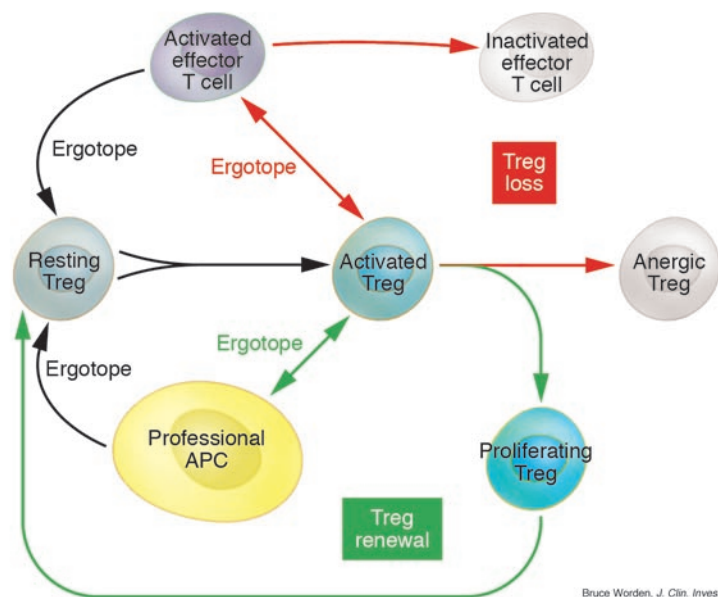 Activated
effector
T cell
Inactivated
effector
T cell
Ergotope
Ergotope
Treg
loss
Resting
Treg
Activated
Treg
Anergic
Treg
Ergotope
Ergotope
Professional
APC
Proliferating
Treg
Treg
renewal
Bruce Worden, J. Clin. Inves